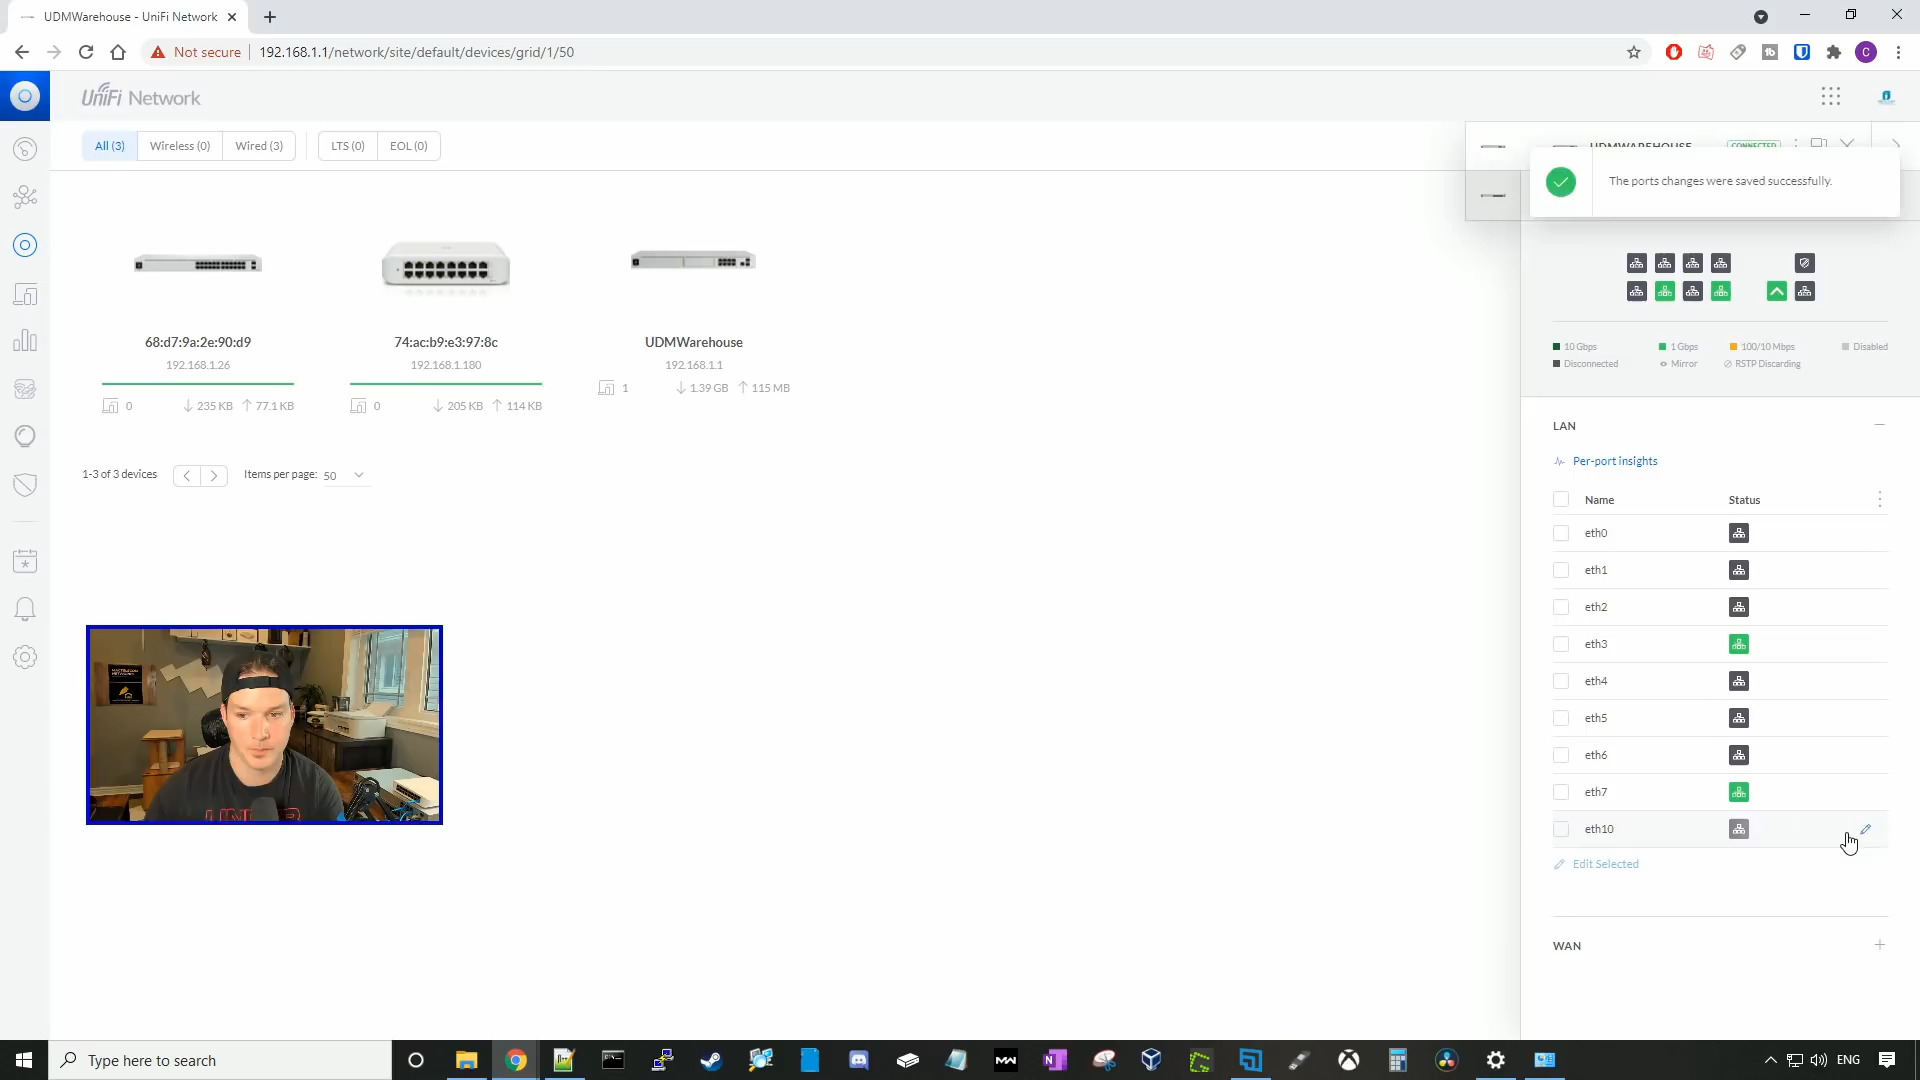 UDMWarehouse - UniFi Network
Not secure 192.168.1.1/network/site/default/devices/grid/1/50
C
UniFi Network
All (3) Wireless (0) Wired (3) LTS (0) EOL (0)
UDMWAREHOUSE CONNECTED
The ports changes were saved successfully.
68:d7:9a:2e:90:d9
192.168.1.26
0 235 KB 77.1 KB
74:ac:b9:e3:97:8c
192.168.1.180
0 205 KB 114 KB
UDMWarehouse
192.168.1.1
1 1.39 GB 115 MB
1-3 of 3 devices Items per page: 50
10 Gbps 1 Gbps 100/10 Mbps Disabled
Disconnected Mirror RSTP Discarding
LAN
Per-port insights
Name Status
eth0
eth1
eth2
eth3
eth4
eth5
eth6
eth7
eth10
Edit Selected
WAN
Type here to search
ENG